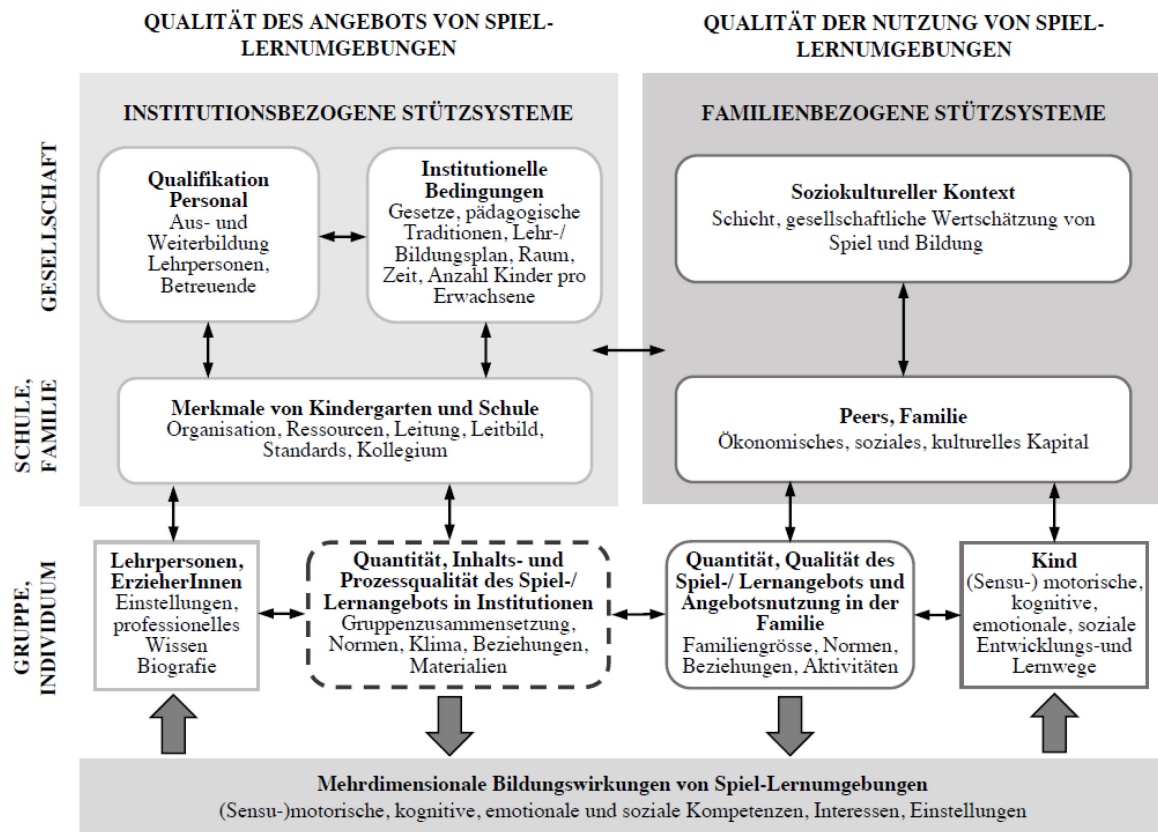 QUALITÄT DES ANGEBOTS VON SPIEL-
LERNUMGEBUNGEN
QUALITÄT DER NUTZUNG VON SPIEL-
LERNUMGEBUNGEN
INSTITUTIONSBEZOGENE STÜTZSYSTEME
FAMILIENBEZOGENE STÜTZSYSTEME
GESELLSCHAFT
Qualifikation
Personal
Aus- und
Weiterbildung
Lehrpersonen,
Betreuende
Institutionelle
Bedingungen
Gesetze, pädagogische
Traditionen, Lehr-/
Bildungsplan, Raum,
Zeit, Anzahl Kinder pro
Erwachsene
Soziokultureller Kontext
Schicht, gesellschaftliche Wertschätzung von
Spiel und Bildung
SCHULE,
FAMILIE
Merkmale von Kindergarten und Schule
Organisation, Ressourcen, Leitung, Leitbild,
Standards, Kollegium
Peers, Familie
Ökonomisches, soziales, kulturelles Kapital
GRUPPE,
INDIVIDUUM
Lehrpersonen,
ErzieherInnen
Einstellungen,
professionelles
Wissen
Biografie
Quantität, Inhalts- und
Prozessqualität des Spiel-/
Lernangebots in Institutionen
Gruppenzusammensetzung,
Normen, Klima, Beziehungen,
Materialien
Quantität, Qualität des
Spiel-/ Lernangebots und
Angebotsnutzung in der
Familie
Familiengrösse, Normen,
Beziehungen, Aktivitäten
Kind
(Sensu-) motorische,
kognitive,
emotionale, soziale
Entwicklungs-und
Lernwege
Mehrdimensionale Bildungswirkungen von Spiel-Lernumgebungen
(Sensu-)motorische, kognitive, emotionale und soziale Kompetenzen, Interessen, Einstellungen